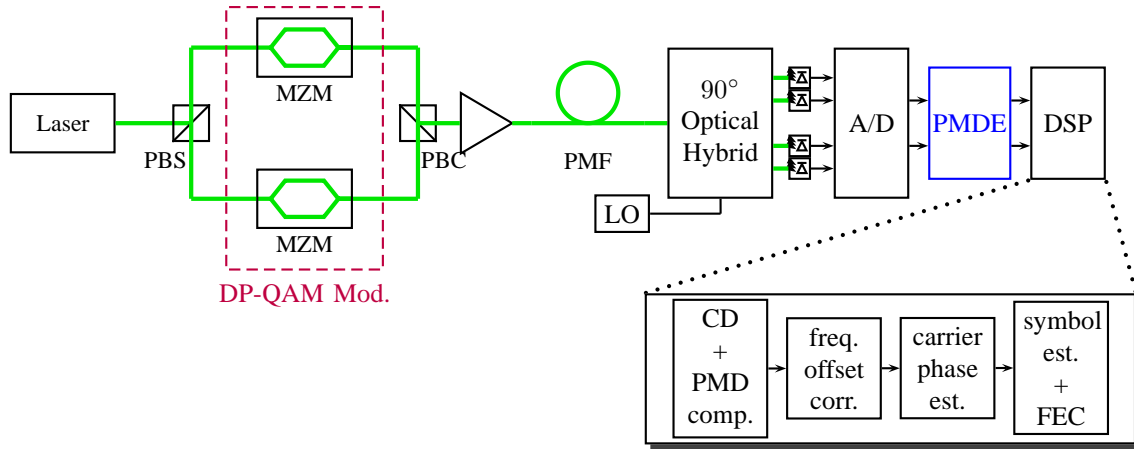 Laser
PBS
MZM
MZM
DP-QAM Mod.
PBC
PMF
90°
Optical
Hybrid
LO
A/D
PMDE
DSP
CD
+
PMD
comp.
freq.
offset
corr.
carrier
phase
est.
symbol
est.
+
FEC